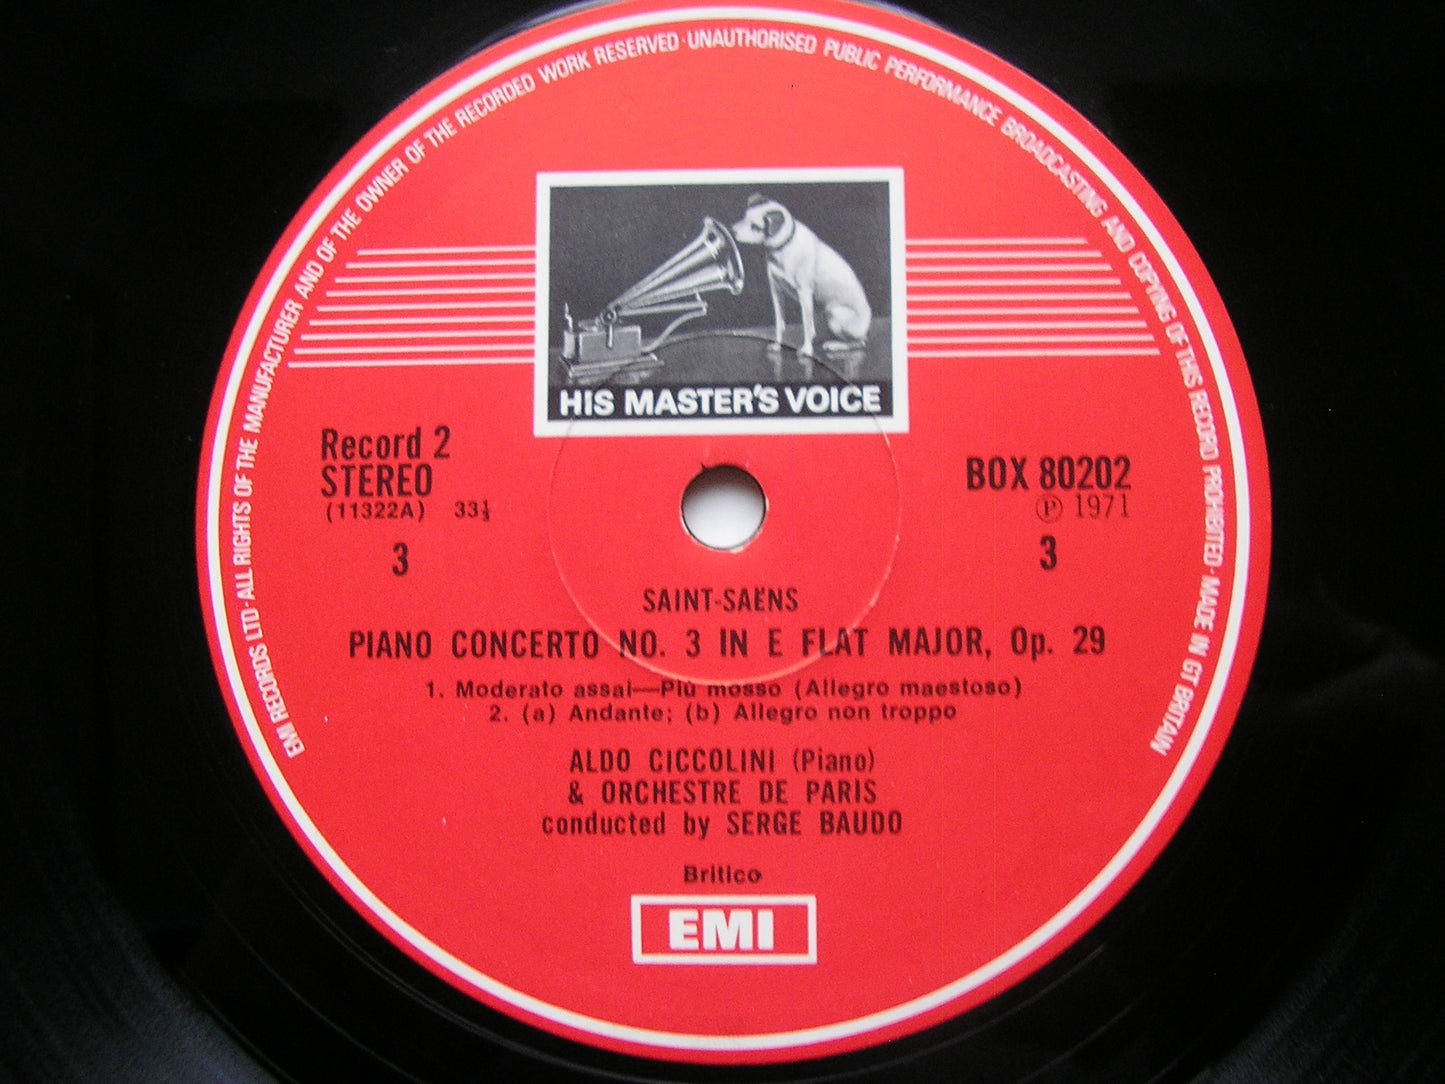 EMI RECORDS LTD·ALL RIGHTS OF THE MANUFACTURER AND OF THE OWNER OF THE RECORDED WORK RESERVED·UNAUTHORISED PUBLIC PERFORMANCE BROADCASTING AND COPYING OF THIS RECORD PROHIBITED·MADE IN GT BRITAIN
HIS MASTER'S VOICE
Record 2
STEREO
(11322A) 33⅓
3
BOX 80202
℗ 1971
3
SAINT-SAËNS
PIANO CONCERTO NO. 3 IN E FLAT MAJOR, Op. 29
1. Moderato assai—Più mosso (Allegro maestoso)
2. (a) Andante; (b) Allegro non troppo
ALDO CICCOLINI (Piano)
& ORCHESTRE DE PARIS
conducted by SERGE BAUDO
Britico
EMI